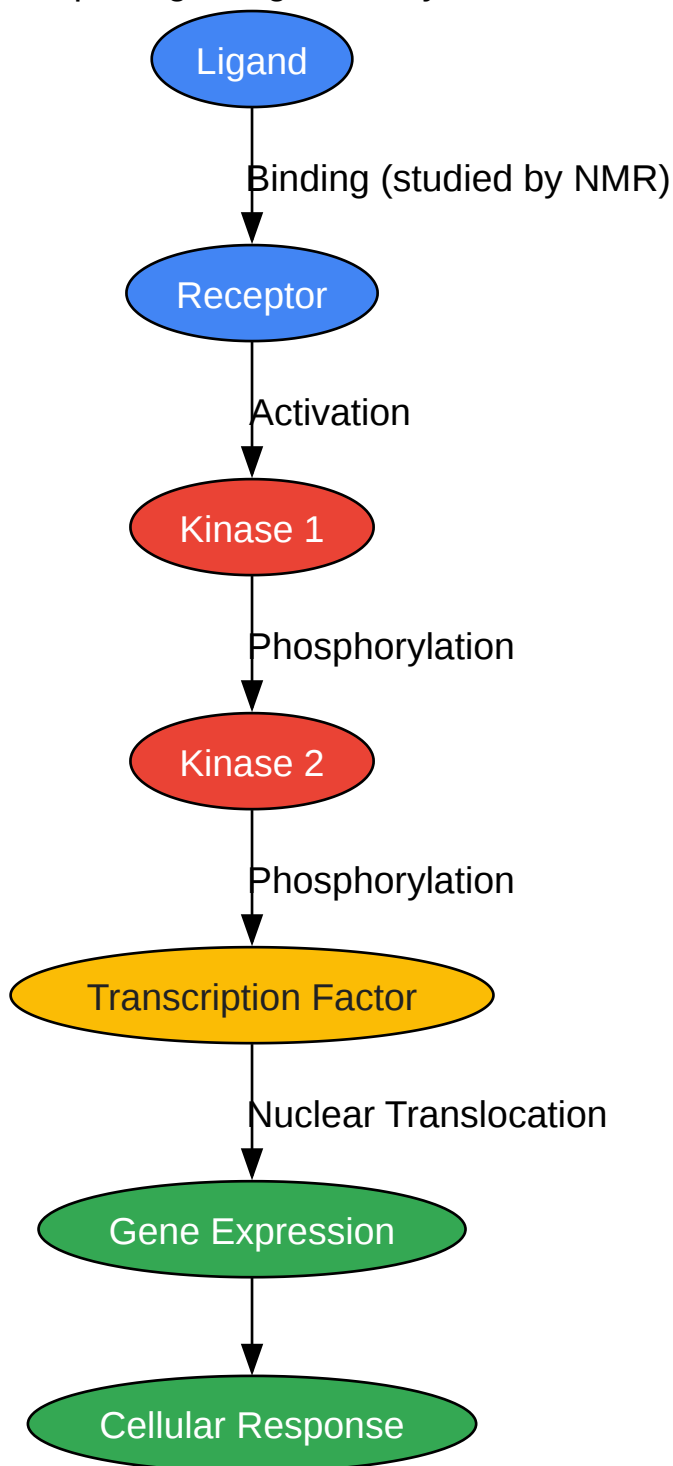 Ligand
Binding (studied by NMR)
Receptor
Activation
Kinase 1
Phosphorylation
Kinase 2
Phosphorylation
Transcription Factor
Nuclear Translocation
Gene Expression
Cellular Response